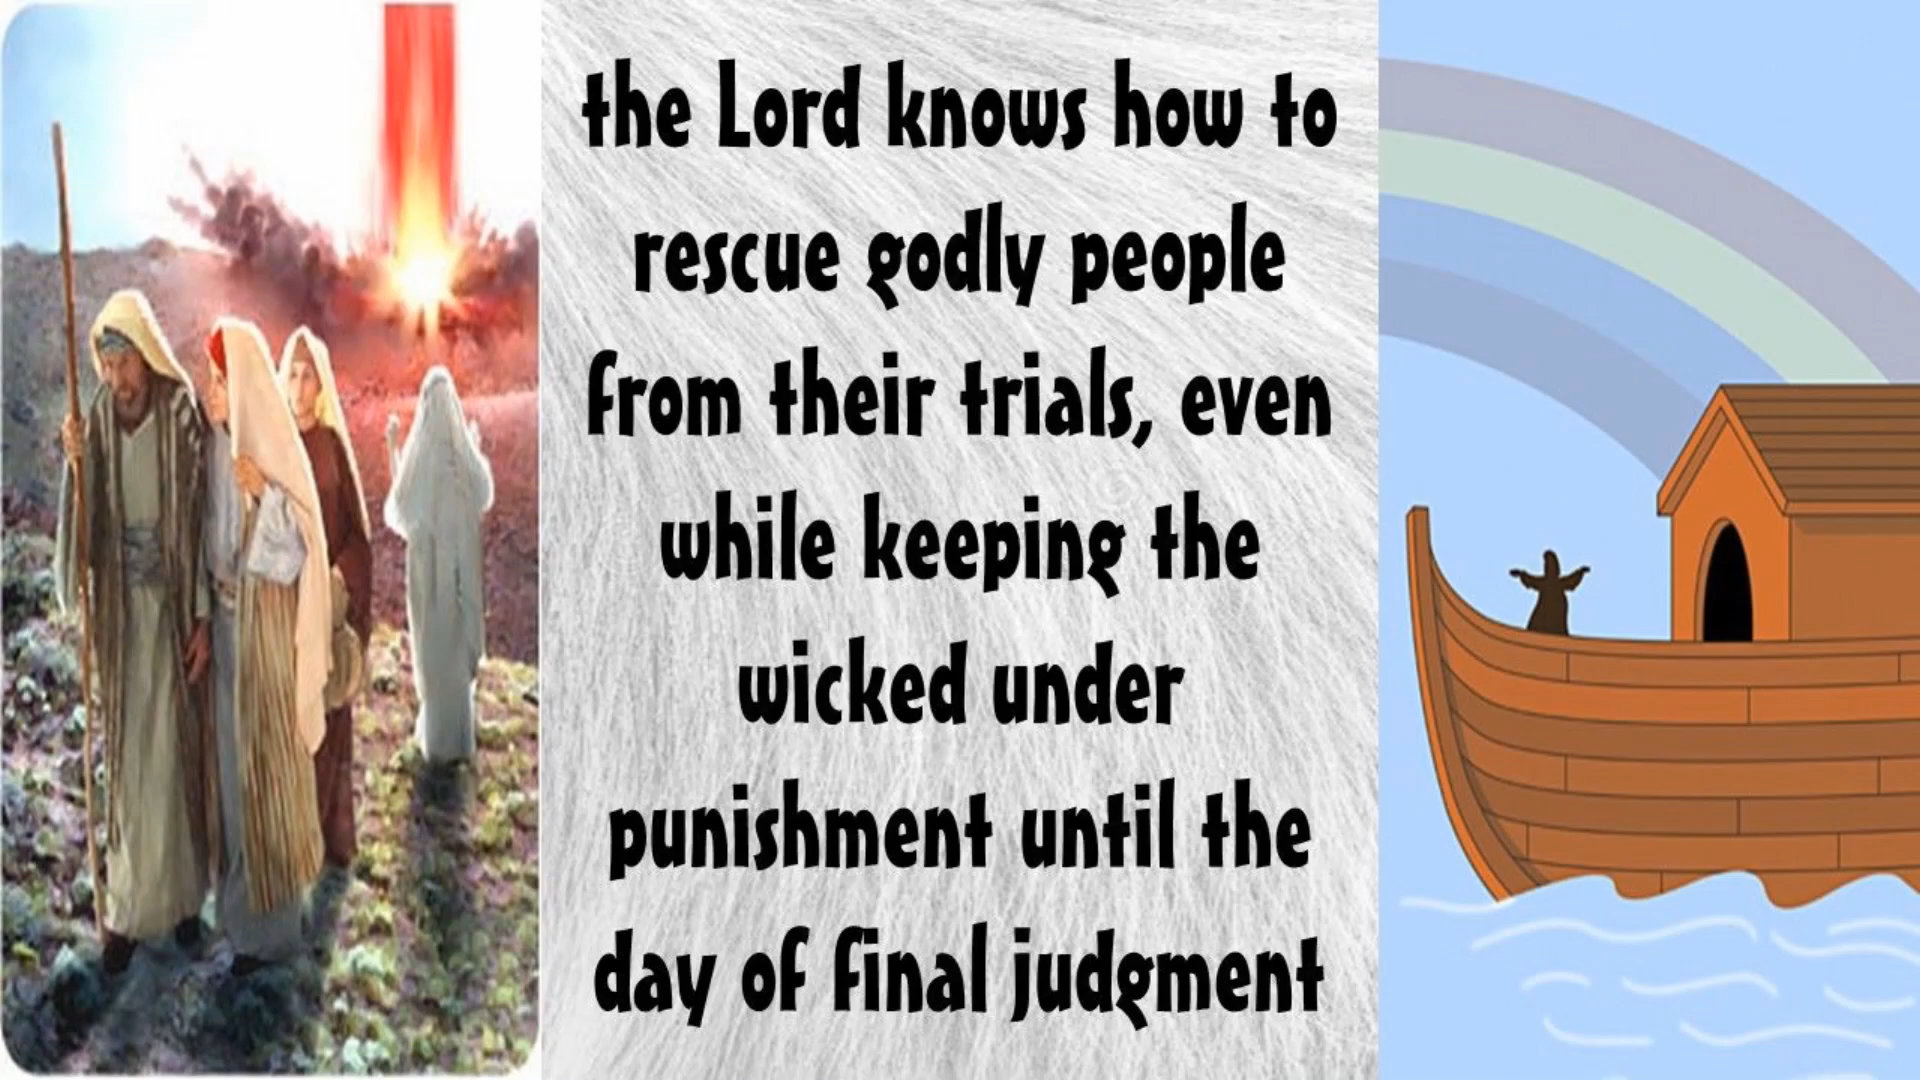 the Lord knows how to
rescue godly people
from their trials, even
while keeping the
wicked under
punishment until the
day of final judgment